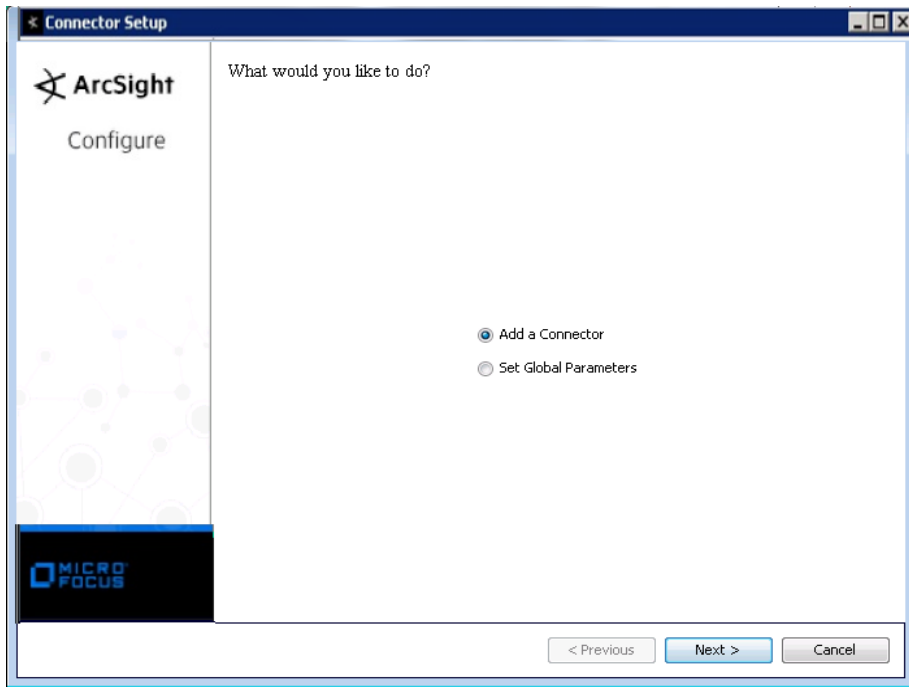 Connector Setup
ArcSight
Configure
What would you like to do?
Add a Connector
Set Global Parameters
MICRO
FOCUS
< Previous
Next >
Cancel